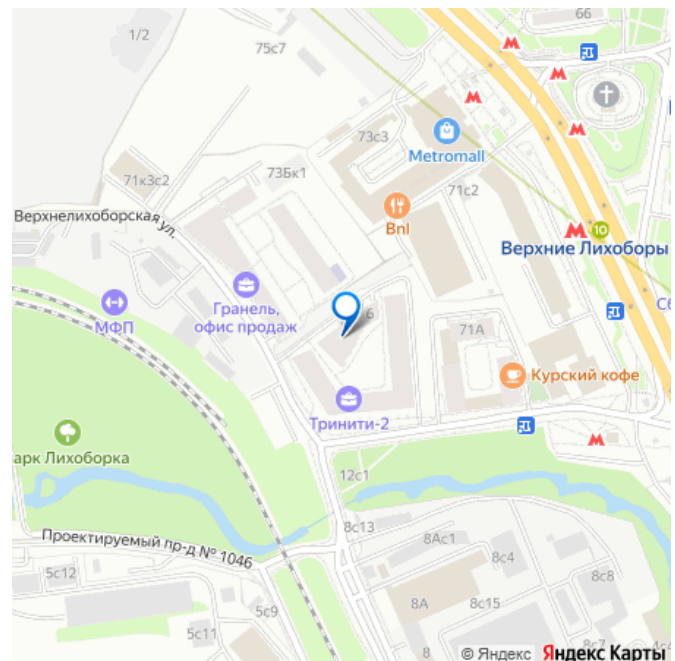 66
1/2
75с7
73с3
Metromall
71к3с2
73Бк1
71с2
Верхнелихоборская ул.
Bnl
10
Верхние Лихоборы
Гранель,
офис продаж
МФП
6
71А
Курский кофе
Тринити-2
арк Лихоборка
12с1
8с13
8Ас1
Проектируемый пр-д № 1046
5с12
8с4
8с8
8А
8с15
5с9
5с11
8
8с7
© Яндекс Яндекс Карты